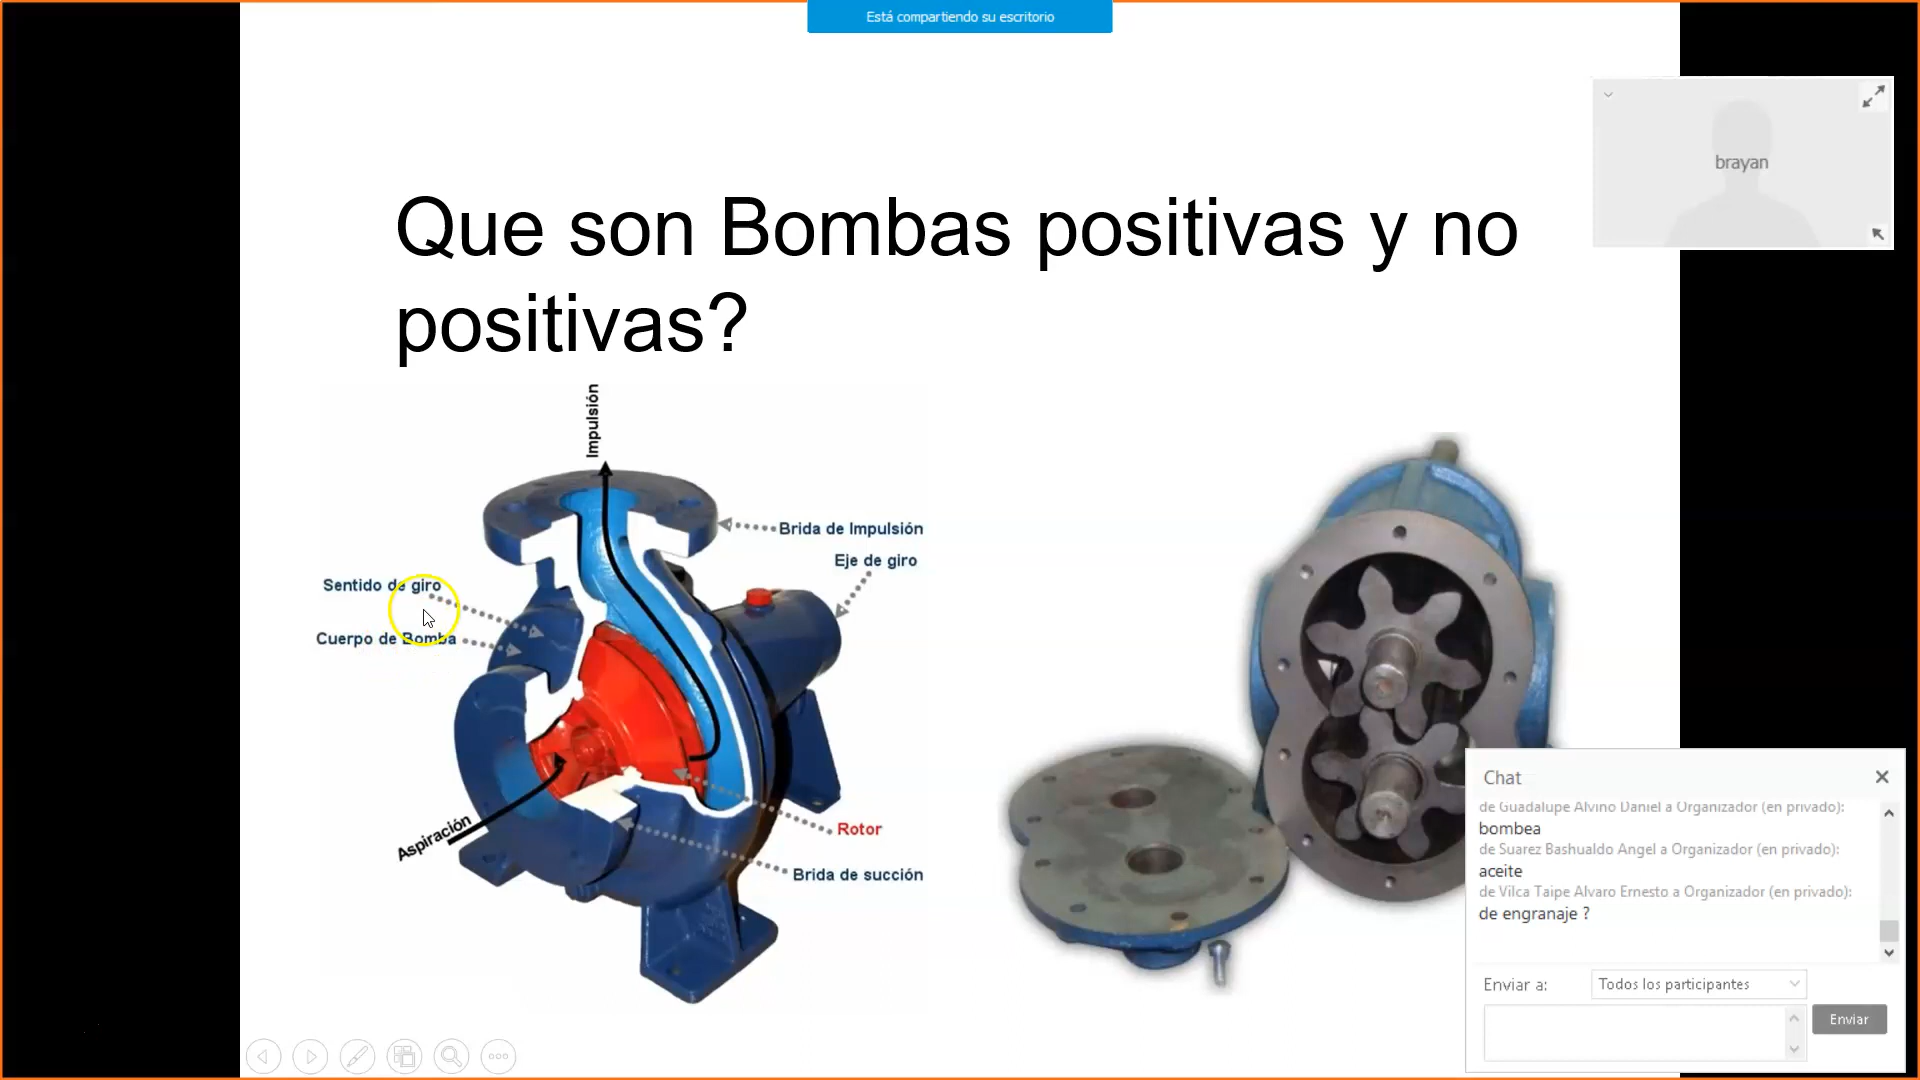 Está compartiendo su escritorio
brayan
Que son Bombas positivas y no
positivas?
Impulsión
Brida de Impulsión
Eje de giro
Sentido de giro
Cuerpo de Bomba
Aspiración
Rotor
Brida de succión
Chat
de Guadalupe Alvino Daniel a Organizador (en privado):
bombea
de Suarez Bashualdo Angel a Organizador (en privado):
aceite
de Vilca Taipe Alvaro Ernesto a Organizador (en privado):
de engranaje ?
Enviar a:
Todos los participantes
Enviar